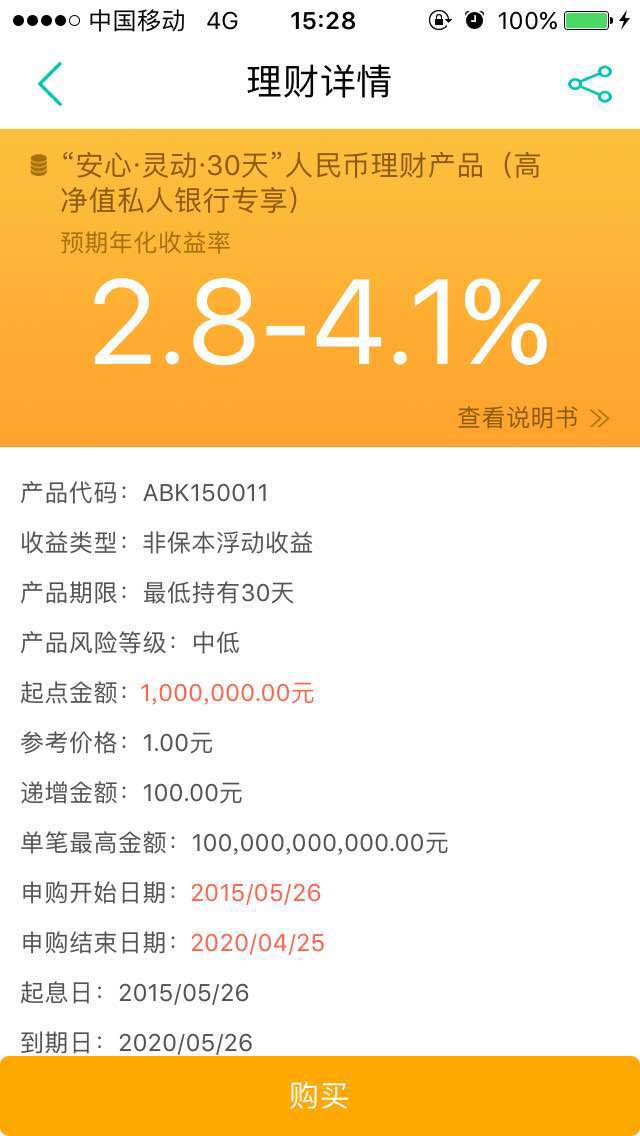 中国移动 4G 15:28 100%
理财详情
“安心·灵动·30天”人民币理财产品（高
净值私人银行专享）
预期年化收益率
2.8-4.1%
查看说明书
产品代码：ABK150011
收益类型：非保本浮动收益
产品期限：最低持有30天
产品风险等级：中低
起点金额：1,000,000.00元
参考价格：1.00元
递增金额：100.00元
单笔最高金额：100,000,000,000.00元
申购开始日期：2015/05/26
申购结束日期：2020/04/25
起息日：2015/05/26
到期日：2020/05/26
购买